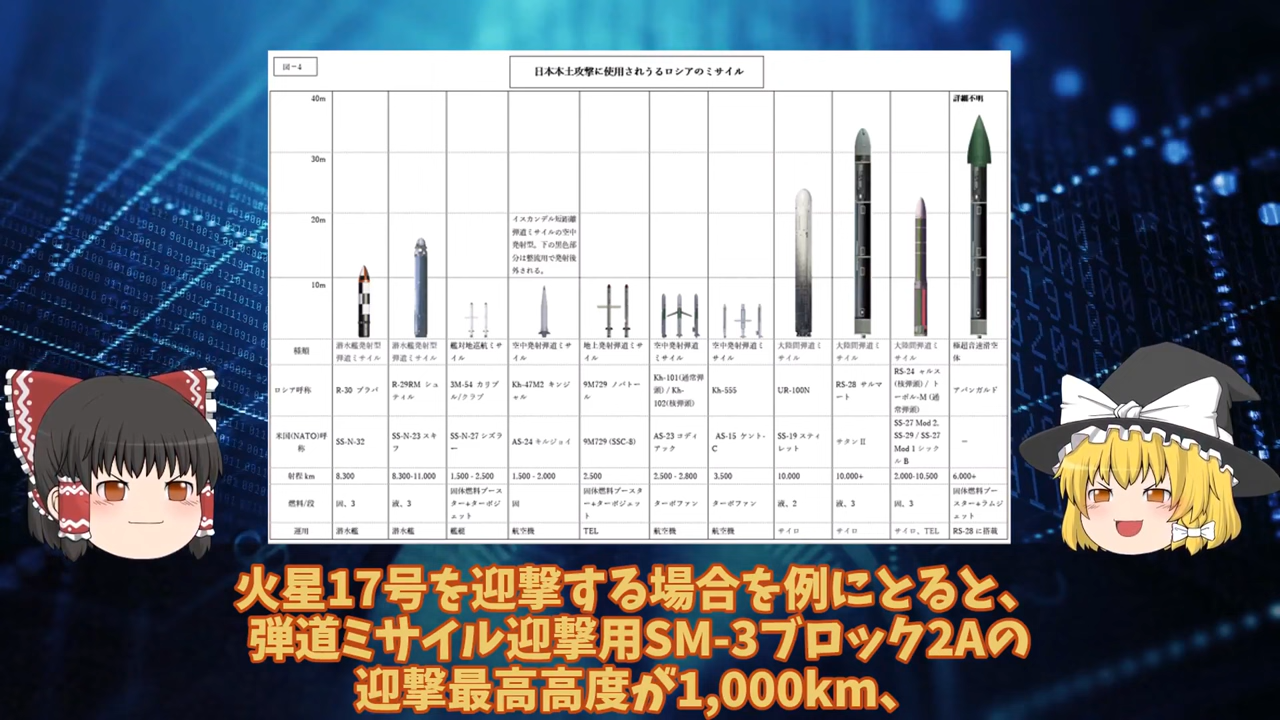 図－4
日本本土攻撃に使用されうるロシアのミサイル
40m
詳細不明
30m
20m
イスカンデル短距離
弾道ミサイルの空中
発射型。下の黒色部
分は整流用で発射後
外される。
10m
種類
潜水艦発射型
弾道ミサイル
潜水艦発射型
弾道ミサイル
艦対地巡航ミサ
イル
空中発射弾道ミサ
イル
地上発射弾道ミサ
イル
空中発射弾道
ミサイル
空中発射弾道ミ
サイル
大陸間弾道ミ
サイル
大陸間弾道ミ
サイル
大陸間弾道ミ
サイル
極超音速滑空
体
ロシア呼称
R-30 ブラバ
R-29RM シュ
ティル
3M-54 カリブ
ル/クラブ
Kh-47M2 キンジ
ャル
9M729 ノバトー
ル
Kh-101(通常弾
頭) / Kh-
102(核弾頭)
Kh-555
UR-100N
RS-28 サルマ
ート
RS-24 ヤルス
(核弾頭) / ト
ーポル-M (通
常弾頭)
アバンガルド
米国(NATO)呼
称
SS-N-32
SS-N-23 スキ
フ
SS-N-27 シズラ
ー
AS-24 キルジョイ
9M729 (SSC-8)
AS-23 コディ
アック
AS-15 ケント-
C
SS-19 スティ
レット
サタンⅡ
SS-27 Mod 2,
SS-29 / SS-27
Mod 1 シック
ル B
－
射程 km
8.300
8.300-11.000
1.500 - 2.500
1.500 - 2.000
2.500
2.500 - 2.800
3.500
10.000
10.000+
2.000-10.500
6.000+
燃料/段
固、3
液、3
固体燃料ブース
ター+ターボジェ
ット
固
固体燃料ブースタ
ー+ターボジェッ
ト
ターボファン
ターボファン
液、2
液、3
固、3
固体燃料ブー
スター+ラムジ
ェット
運用
潜水艦
潜水艦
艦艇
航空機
TEL
航空機
航空機
サイロ
サイロ
サイロ、TEL
RS-28 に搭載
火星17号を迎撃する場合を例にとると、
弾道ミサイル迎撃用SM-3ブロック2Aの
迎撃最高高度が1,000km、